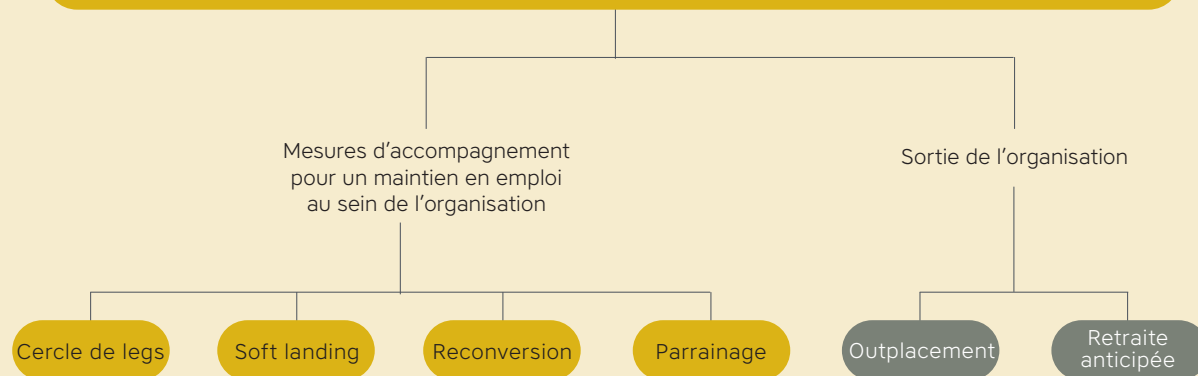 Mesures d’accompagnement
pour un maintien en emploi
au sein de l’organisation
Sortie de l’organisation
Cercle de legs
Soft landing
Reconversion
Parrainage
Outplacement
Retraite
anticipée